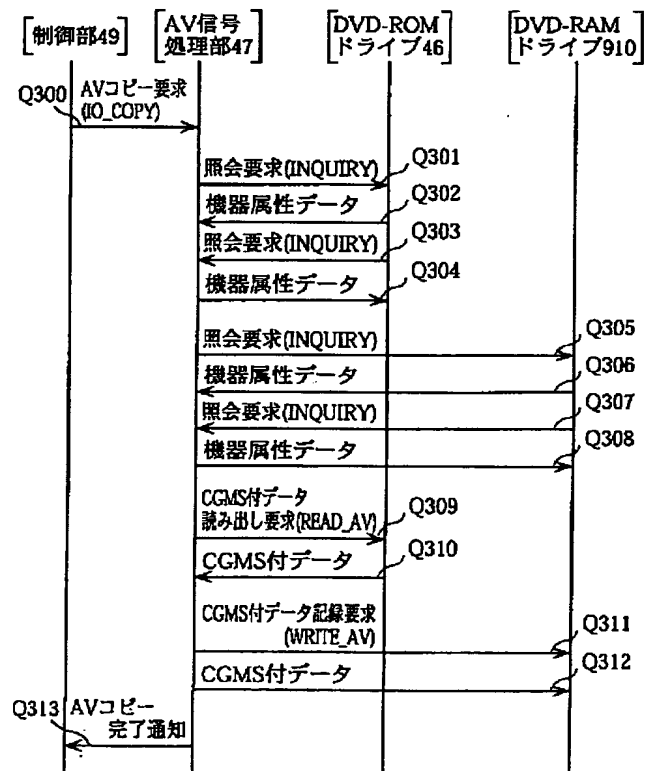 制御部49
AV信号
処理部47
DVD-ROM
ドライブ46
DVD-RAM
ドライブ910
Q300
AVコピー要求
(IO_COPY)
照会要求(INQUIRY)
Q301
機器属性データ
Q302
照会要求(INQUIRY)
Q303
機器属性データ
Q304
照会要求(INQUIRY)
Q305
機器属性データ
Q306
照会要求(INQUIRY)
Q307
機器属性データ
Q308
CGMS付データ
読み出し要求(READ_AV)
Q309
CGMS付データ
Q310
CGMS付データ記録要求
(WRITE_AV)
Q311
CGMS付データ
Q312
Q313
AVコピー
完了通知